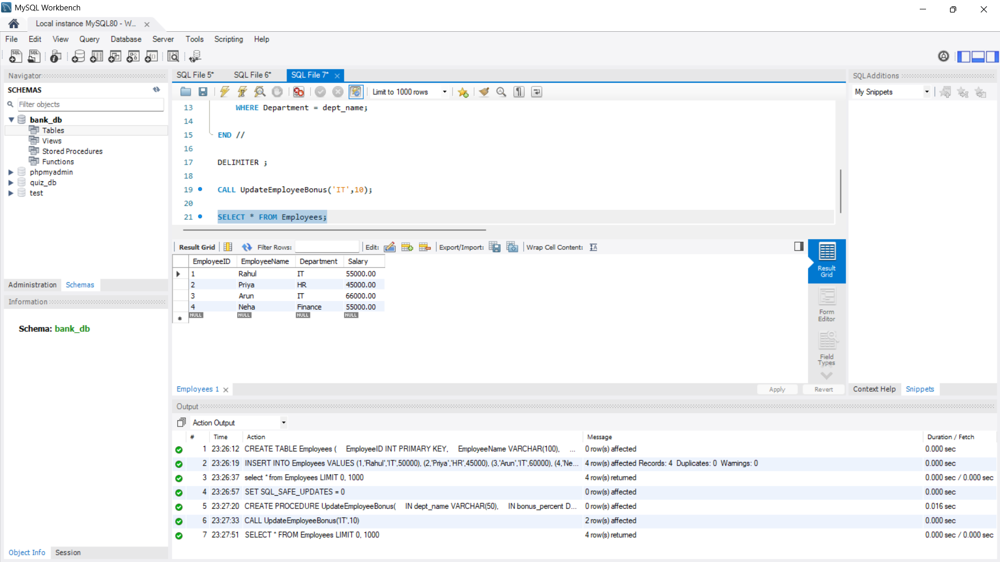 MySQL Workbench
Local instance MySQL80 - W...
File Edit View Query Database Server Tools Scripting Help
Navigator
SCHEMAS
Filter objects
bank_db
Tables
Views
Stored Procedures
Functions
phpmyadmin
quiz_db
test
Administration Schemas
Information
Schema: bank_db
Object Info Session
SQL File 5* SQL File 6* SQL File 7*
Limit to 1000 rows
13 WHERE Department = dept_name;
14
15 END //
16
17 DELIMITER ;
18
19 CALL UpdateEmployeeBonus('IT',10);
20
21 SELECT * FROM Employees;
Result Grid Filter Rows: Edit: Export/Import: Wrap Cell Content:
EmployeeID EmployeeName Department Salary
1 Rahul IT 55000.00
2 Priya HR 45000.00
3 Arun IT 66000.00
4 Neha Finance 55000.00
NULL NULL NULL NULL
Result Grid
Form Editor
Field Types
Employees 1
Apply Revert
SQLAdditions
My Snippets
Context Help Snippets
Output
Action Output
# Time Action Message Duration / Fetch
1 23:26:12 CREATE TABLE Employees ( EmployeeID INT PRIMARY KEY, EmployeeName VARCHAR(100), ... 0 row(s) affected 0.000 sec
2 23:26:19 INSERT INTO Employees VALUES (1,'Rahul','IT',50000), (2,'Priya','HR',45000), (3,'Arun','IT',60000), (4,'Ne... 4 row(s) affected Records: 4 Duplicates: 0 Warnings: 0 0.000 sec
3 23:26:37 select * from Employees LIMIT 0, 1000 4 row(s) returned 0.000 sec / 0.000 sec
4 23:26:57 SET SQL_SAFE_UPDATES = 0 0 row(s) affected 0.000 sec
5 23:27:20 CREATE PROCEDURE UpdateEmployeeBonus( IN dept_name VARCHAR(50), IN bonus_percent D... 0 row(s) affected 0.016 sec
6 23:27:33 CALL UpdateEmployeeBonus('IT',10) 2 row(s) affected 0.000 sec
7 23:27:51 SELECT * FROM Employees LIMIT 0, 1000 4 row(s) returned 0.000 sec / 0.000 sec